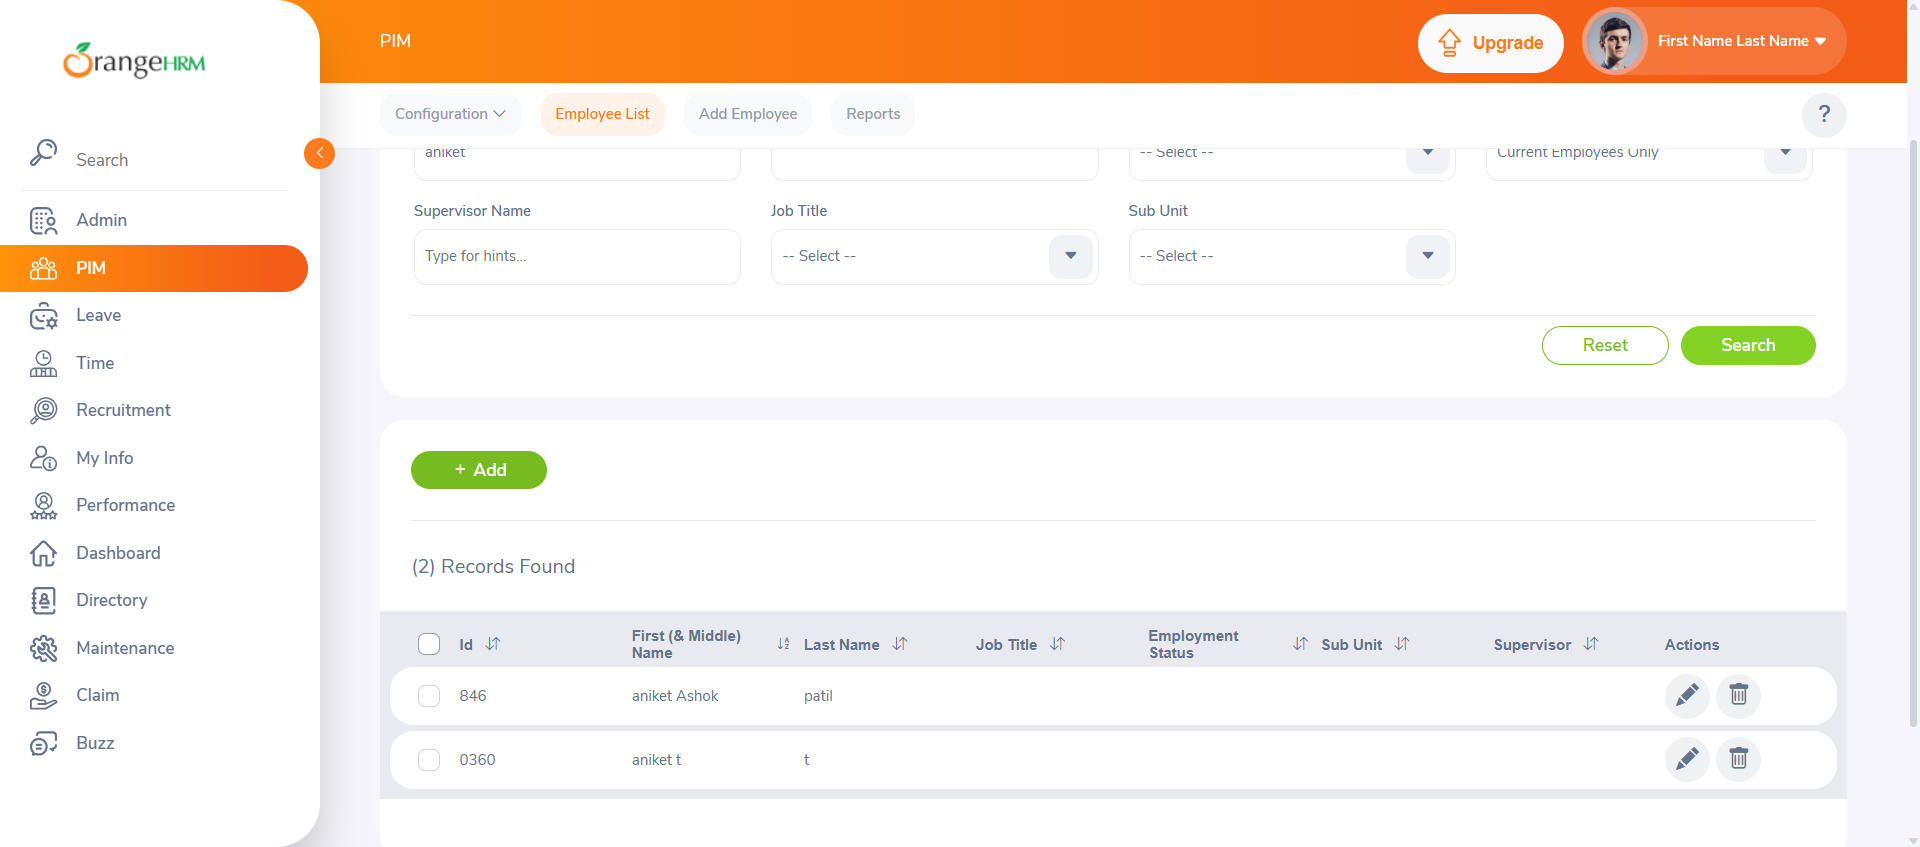 OrangeHRM
PIM
Upgrade
First Name Last Name
Configuration
Employee List
Add Employee
Reports
?
Search
Admin
PIM
Leave
Time
Recruitment
My Info
Performance
Dashboard
Directory
Maintenance
Claim
Buzz
aniket
-- Select --
Current Employees Only
Supervisor Name
Job Title
Sub Unit
Type for hints...
-- Select --
-- Select --
Reset
Search
+ Add
(2) Records Found
Id
First (& Middle)
Name
Last Name
Job Title
Employment
Status
Sub Unit
Supervisor
Actions
846
aniket Ashok
patil
0360
aniket t
t